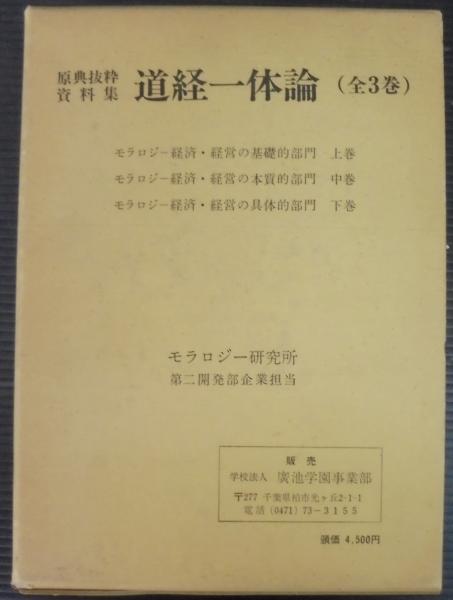 原典抜粋
資料集
道経一体論 (全3巻)
モラロジー経済・経営の基礎的部門 上巻
モラロジー経済・経営の本質的部門 中巻
モラロジー経済・経営の具体的部門 下巻
モラロジー研究所
第二開発部企業担当
販売
学校法人 廣池学園事業部
〒277 千葉県柏市光ヶ丘2-1-1
電話 (0471) 73-3155
頒価 4,500円